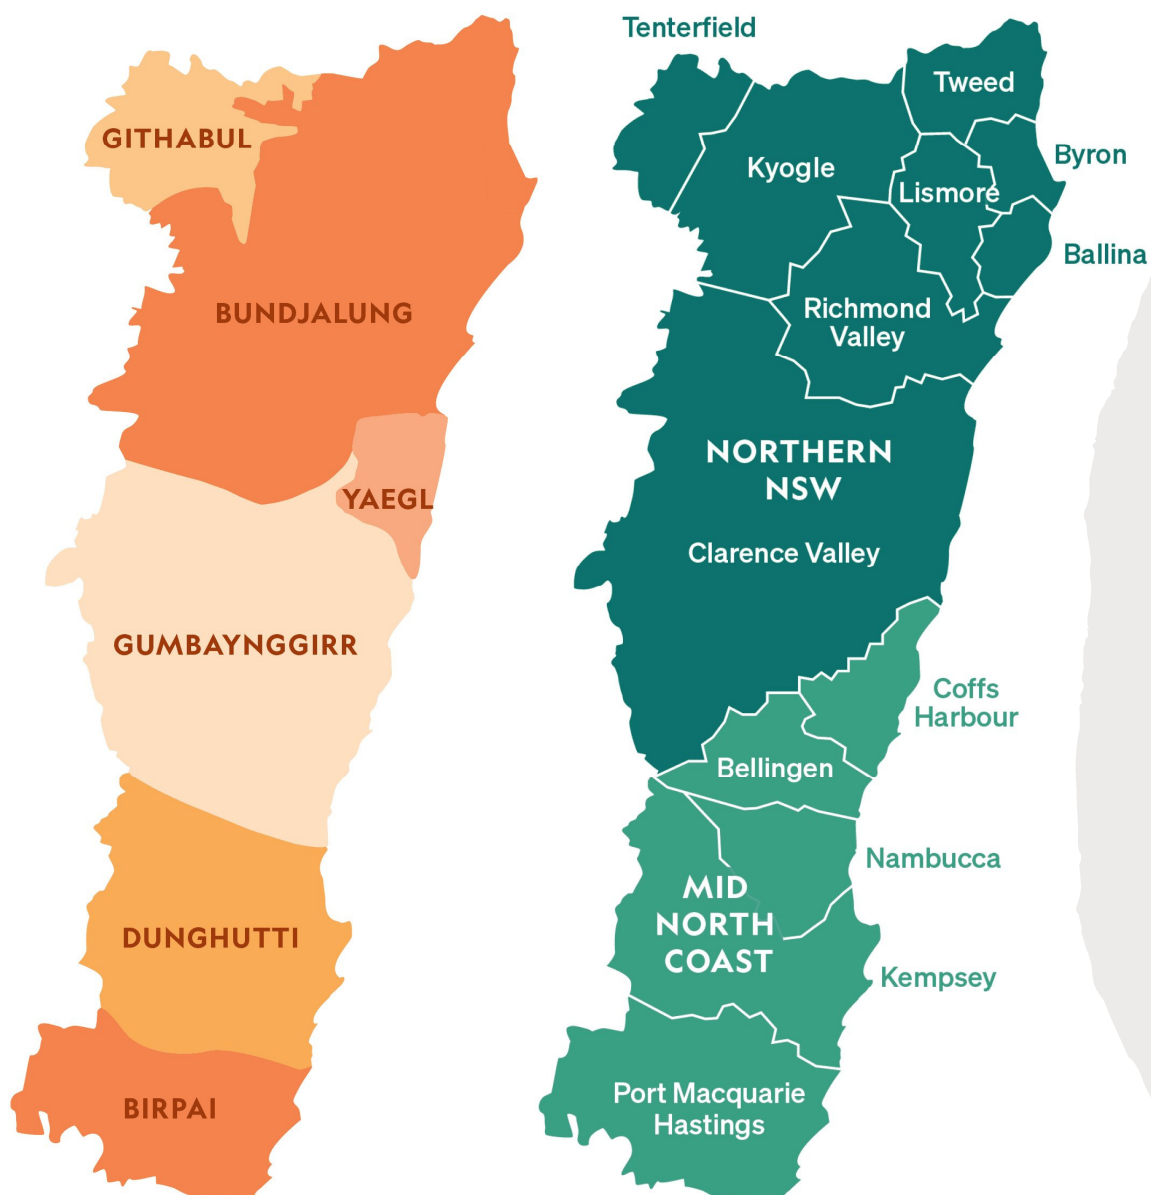 GITHABUL
BUNDJALUNG
YAEGL
GUMBAYNGGIRR
DUNGHUTTI
BIRPAI
Tenterfield
Tweed
Byron
Kyogle
Lismore
Ballina
Richmond
Valley
NORTHERN
NSW
Clarence Valley
Coffs
Harbour
Bellingen
Nambucca
MID
NORTH
COAST
Kempsey
Port Macquarie
Hastings